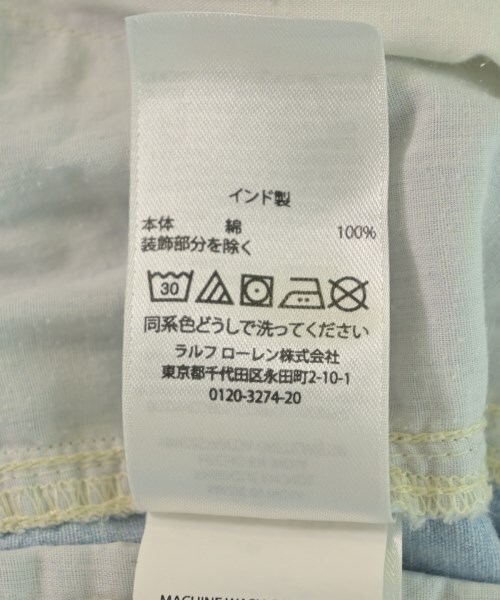 インド製
本体 綿 100%
装飾部分を除く
30
同系色どうしで洗ってください
ラルフ ローレン株式会社
東京都千代田区永田町2-10-1
0120-3274-20